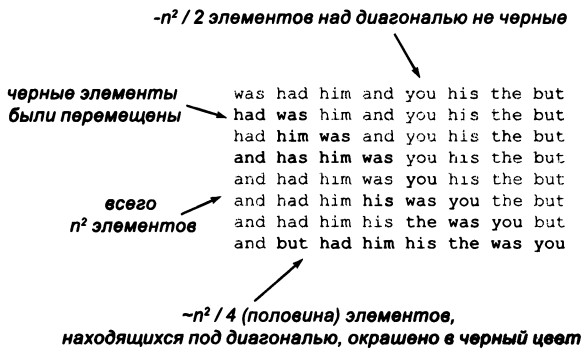 -n² / 2 элементов над диагональю не черные
черные элементы
были перемещены
was had him and you his the but
had was him and you his the but
had him was and you his the but
and has him was you his the but
and had him was you his the but
and had him his was you the but
and had him his the was you but
and but had him his the was you
всего
n² элементов
~n² / 4 (половина) элементов,
находящихся под диагональю, окрашено в черный цвет